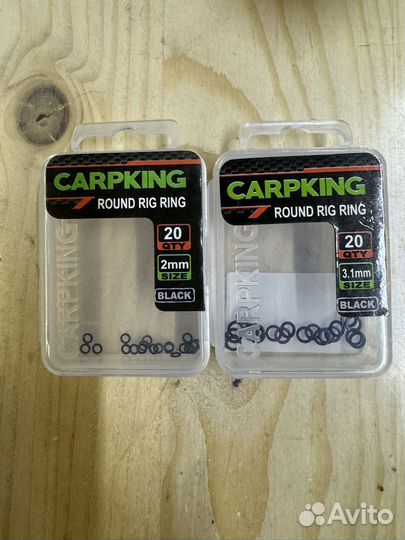 CARPKING
ROUND RIG RING
20
QTY
2mm
SIZE
BLACK
CARPKING
CARPKING
ROUND RIG RING
20
QTY
3.1mm
SIZE
BLACK
CARPKING
Avito